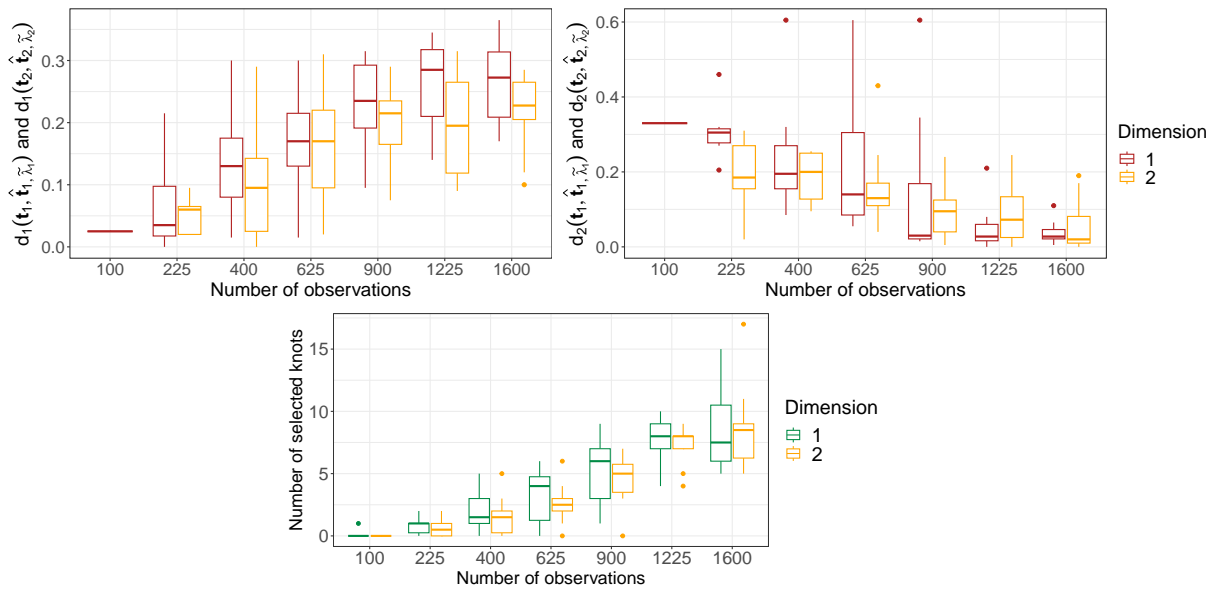 d₁(t₁, t̂₁,λ̃₁) and d₁(t₂, t̂₂,λ̃₂)
0.3
0.2
0.1
0.0
100 225 400 625 900 1225 1600
Number of observations
d₂(t₁, t̂₁,λ̃₁) and d₂(t₂, t̂₂,λ̃₂)
0.6
0.4
0.2
0.0
100 225 400 625 900 1225 1600
Number of observations
Dimension
1
2
Number of selected knots
15
10
5
0
100 225 400 625 900 1225 1600
Number of observations
Dimension
1
2